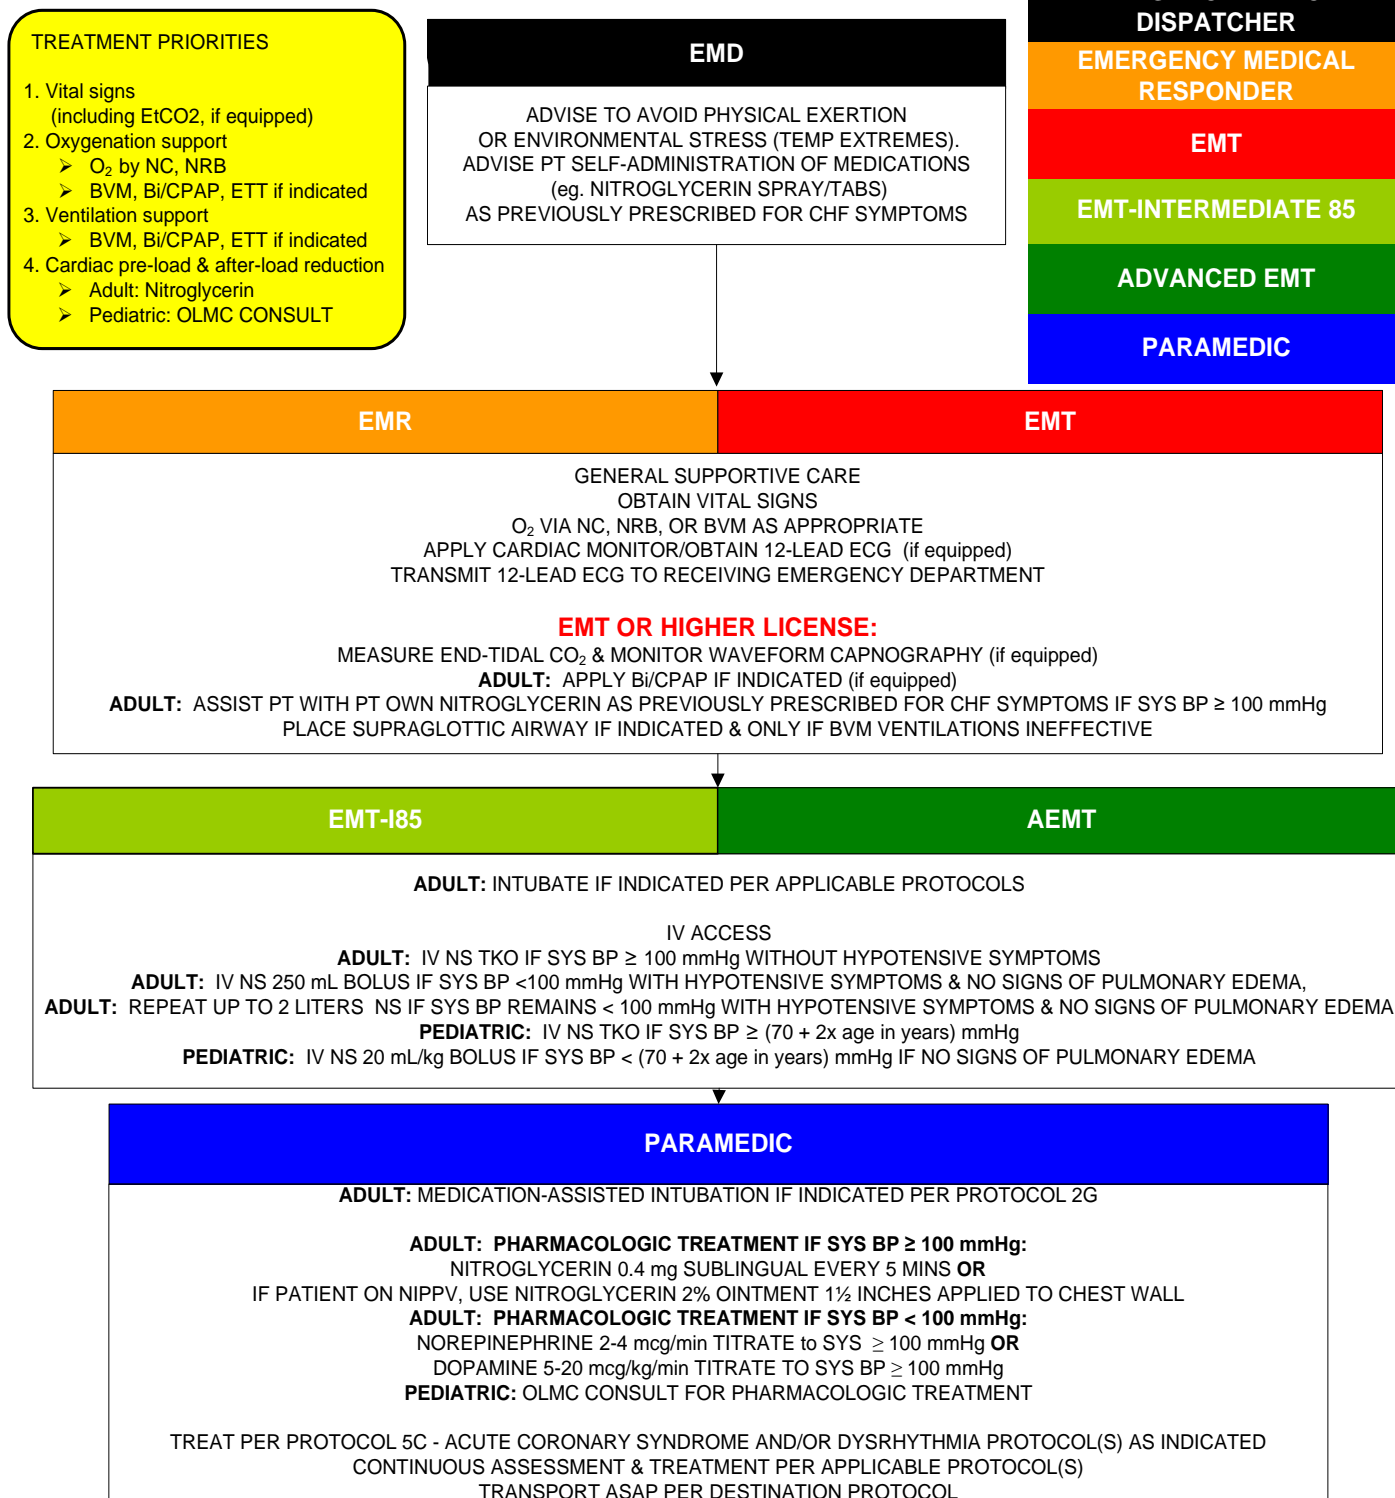 TREATMENT PRIORITIES
1. Vital signs
(including EtCO2, if equipped)
2. Oxygenation support
➢ O₂ by NC, NRB
➢ BVM, Bi/CPAP, ETT if indicated
3. Ventilation support
➢ BVM, Bi/CPAP, ETT if indicated
4. Cardiac pre-load & after-load reduction
➢ Adult: Nitroglycerin
➢ Pediatric: OLMC CONSULT
EMD
ADVISE TO AVOID PHYSICAL EXERTION
OR ENVIRONMENTAL STRESS (TEMP EXTREMES).
ADVISE PT SELF-ADMINISTRATION OF MEDICATIONS
(eg. NITROGLYCERIN SPRAY/TABS)
AS PREVIOUSLY PRESCRIBED FOR CHF SYMPTOMS
DISPATCHER
EMERGENCY MEDICAL
RESPONDER
EMT
EMT-INTERMEDIATE 85
ADVANCED EMT
PARAMEDIC
EMR
EMT
GENERAL SUPPORTIVE CARE
OBTAIN VITAL SIGNS
O₂ VIA NC, NRB, OR BVM AS APPROPRIATE
APPLY CARDIAC MONITOR/OBTAIN 12-LEAD ECG (if equipped)
TRANSMIT 12-LEAD ECG TO RECEIVING EMERGENCY DEPARTMENT
EMT OR HIGHER LICENSE:
MEASURE END-TIDAL CO₂ & MONITOR WAVEFORM CAPNOGRAPHY (if equipped)
ADULT: APPLY Bi/CPAP IF INDICATED (if equipped)
ADULT: ASSIST PT WITH PT OWN NITROGLYCERIN AS PREVIOUSLY PRESCRIBED FOR CHF SYMPTOMS IF SYS BP ≥ 100 mmHg
PLACE SUPRAGLOTTIC AIRWAY IF INDICATED & ONLY IF BVM VENTILATIONS INEFFECTIVE
EMT-I85
AEMT
ADULT: INTUBATE IF INDICATED PER APPLICABLE PROTOCOLS
IV ACCESS
ADULT: IV NS TKO IF SYS BP ≥ 100 mmHg WITHOUT HYPOTENSIVE SYMPTOMS
ADULT: IV NS 250 mL BOLUS IF SYS BP <100 mmHg WITH HYPOTENSIVE SYMPTOMS & NO SIGNS OF PULMONARY EDEMA,
ADULT: REPEAT UP TO 2 LITERS NS IF SYS BP REMAINS < 100 mmHg WITH HYPOTENSIVE SYMPTOMS & NO SIGNS OF PULMONARY EDEMA
PEDIATRIC: IV NS TKO IF SYS BP ≥ (70 + 2x age in years) mmHg
PEDIATRIC: IV NS 20 mL/kg BOLUS IF SYS BP < (70 + 2x age in years) mmHg IF NO SIGNS OF PULMONARY EDEMA
PARAMEDIC
ADULT: MEDICATION-ASSISTED INTUBATION IF INDICATED PER PROTOCOL 2G
ADULT: PHARMACOLOGIC TREATMENT IF SYS BP ≥ 100 mmHg:
NITROGLYCERIN 0.4 mg SUBLINGUAL EVERY 5 MINS OR
IF PATIENT ON NIPPV, USE NITROGLYCERIN 2% OINTMENT 1½ INCHES APPLIED TO CHEST WALL
ADULT: PHARMACOLOGIC TREATMENT IF SYS BP < 100 mmHg:
NOREPINEPHRINE 2-4 mcg/min TITRATE to SYS ≥ 100 mmHg OR
DOPAMINE 5-20 mcg/kg/min TITRATE TO SYS BP ≥ 100 mmHg
PEDIATRIC: OLMC CONSULT FOR PHARMACOLOGIC TREATMENT
TREAT PER PROTOCOL 5C - ACUTE CORONARY SYNDROME AND/OR DYSRHYTHMIA PROTOCOL(S) AS INDICATED
CONTINUOUS ASSESSMENT & TREATMENT PER APPLICABLE PROTOCOL(S)
TRANSPORT ASAP PER DESTINATION PROTOCOL